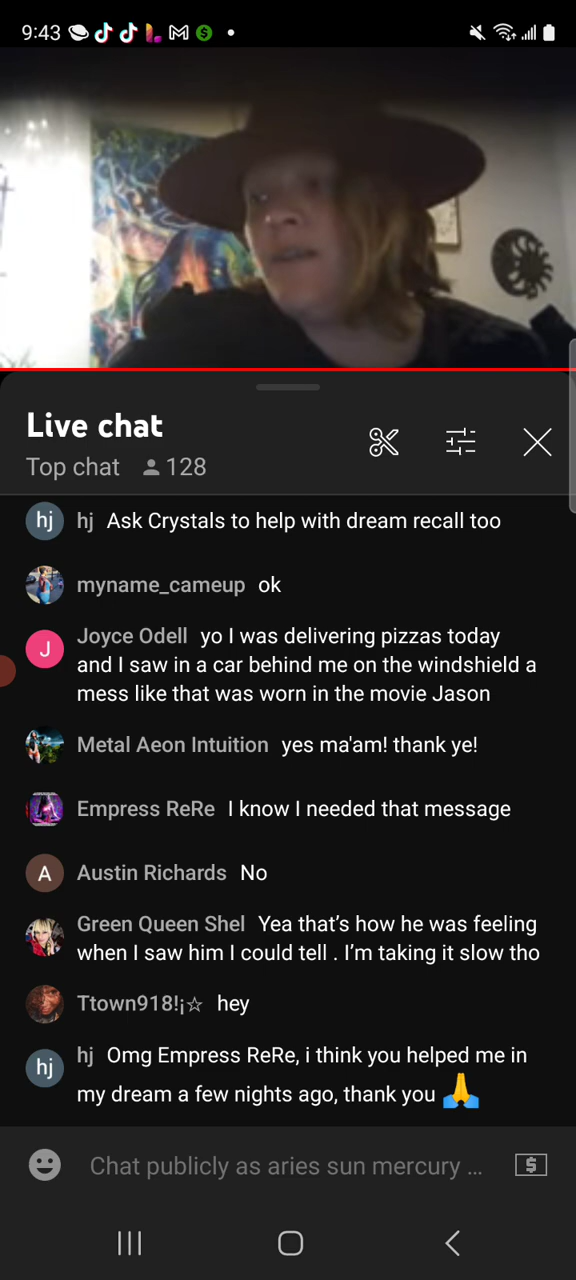 9:43
Live chat
Top chat 128
hj Ask Crystals to help with dream recall too
myname_cameup ok
Joyce Odell yo I was delivering pizzas today
and I saw in a car behind me on the windshield a
mess like that was worn in the movie Jason
Metal Aeon Intuition yes ma'am! thank ye!
Empress ReRe I know I needed that message
A Austin Richards No
Green Queen Shel Yea that’s how he was feeling
when I saw him I could tell . I’m taking it slow tho
Ttown918!¡☆ hey
hj Omg Empress ReRe, i think you helped me in
my dream a few nights ago, thank you 🙏
Chat publicly as aries sun mercury ...